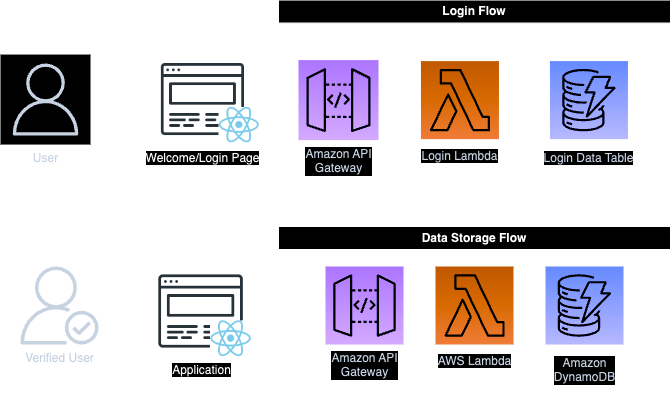 Login Flow
User
Welcome/Login Page
</>
Amazon API
Gateway
Login Lambda
Login Data Table
Data Storage Flow
Verified User
Application
</>
Amazon API
Gateway
AWS Lambda
Amazon
DynamoDB